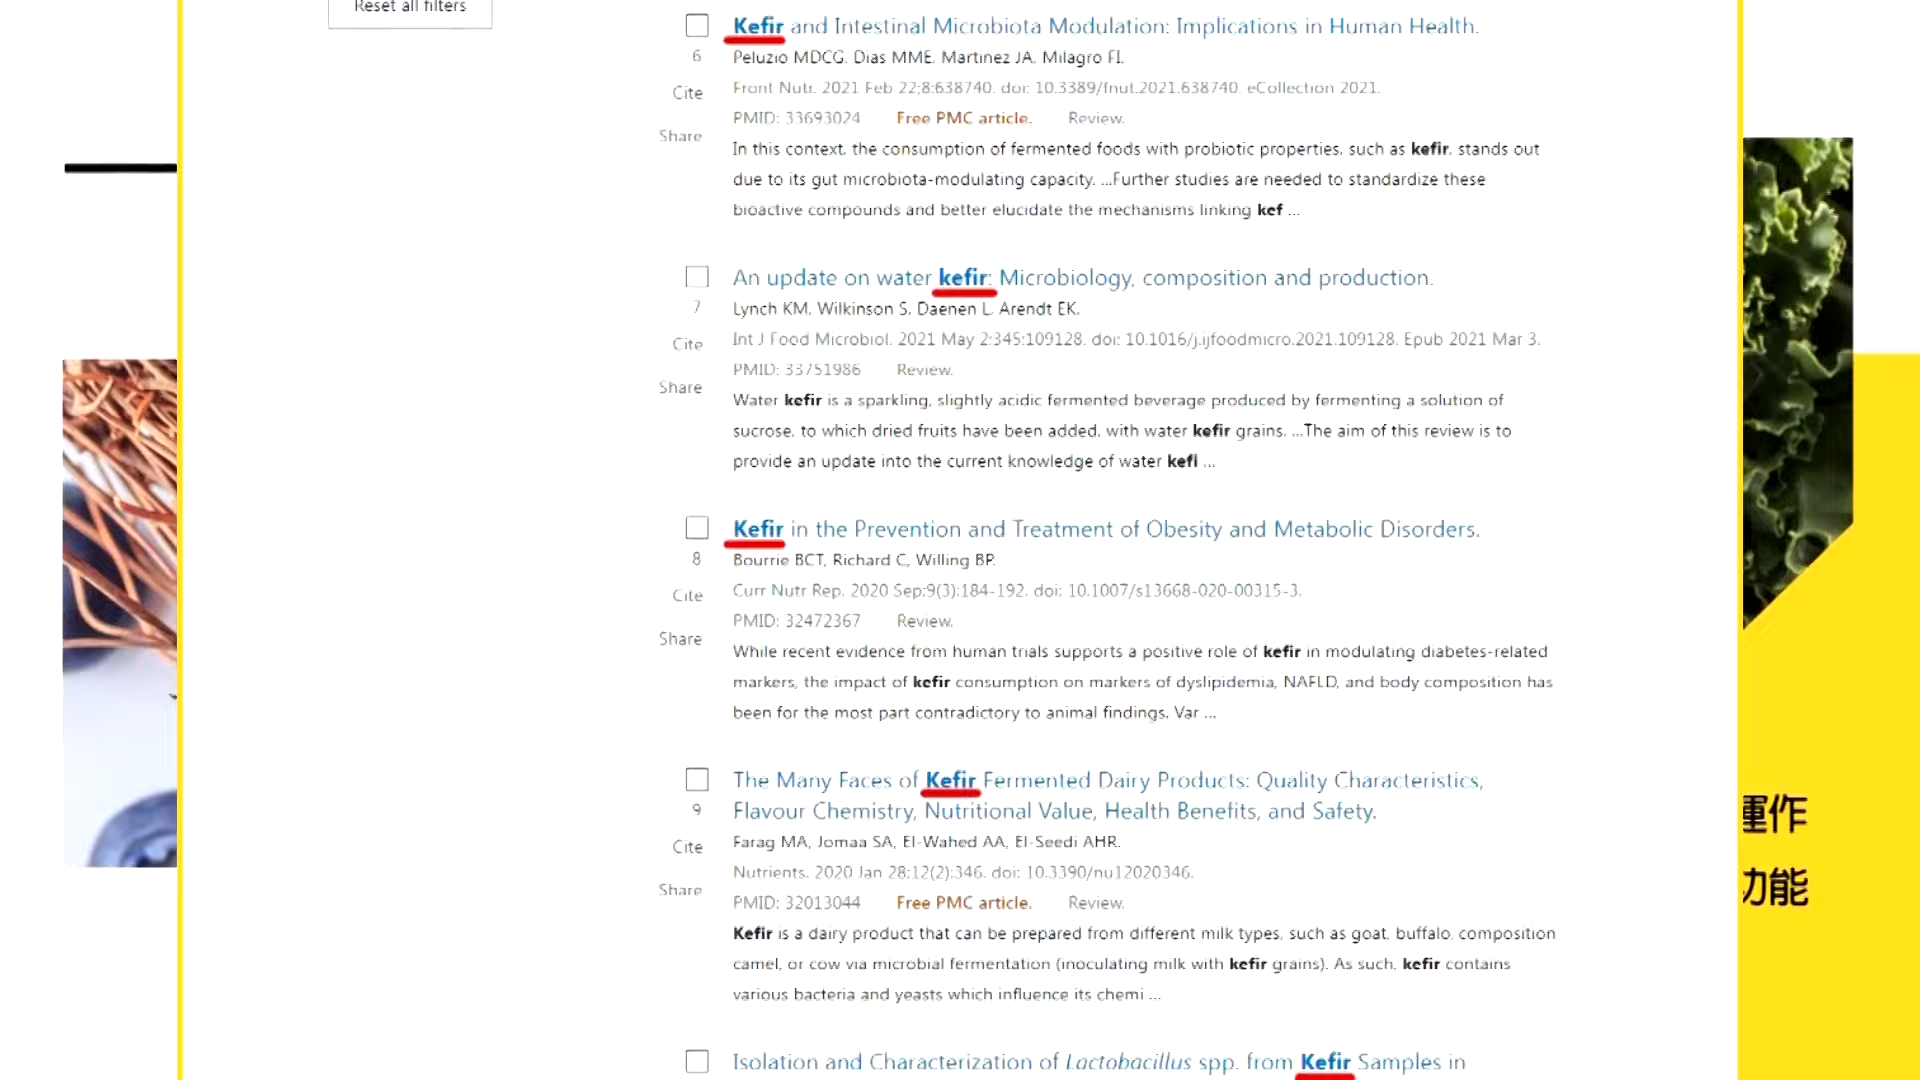 Reset all filters
Kefir and Intestinal Microbiota Modulation: Implications in Human Health.
6
Peluzio MDCG, Dias MME, Martinez JA, Milagro FI.
Cite
Front Nutr. 2021 Feb 22;8:638740. doi: 10.3389/fnut.2021.638740. eCollection 2021.
PMID: 33693024 Free PMC article. Review.
Share
In this context, the consumption of fermented foods with probiotic properties, such as kefir, stands out
due to its gut microbiota-modulating capacity. ...Further studies are needed to standardize these
bioactive compounds and better elucidate the mechanisms linking kef ...
An update on water kefir: Microbiology, composition and production.
7
Lynch KM, Wilkinson S, Daenen L, Arendt EK.
Cite
Int J Food Microbiol. 2021 May 2;345:109128. doi: 10.1016/j.ijfoodmicro.2021.109128. Epub 2021 Mar 3.
PMID: 33751986 Review.
Share
Water kefir is a sparkling, slightly acidic fermented beverage produced by fermenting a solution of
sucrose, to which dried fruits have been added, with water kefir grains. ...The aim of this review is to
provide an update into the current knowledge of water kefi ...
Kefir in the Prevention and Treatment of Obesity and Metabolic Disorders.
8
Bourrie BCT, Richard C, Willing BP.
Cite
Curr Nutr Rep. 2020 Sep;9(3):184-192. doi: 10.1007/s13668-020-00315-3.
PMID: 32472367 Review.
Share
While recent evidence from human trials supports a positive role of kefir in modulating diabetes-related
markers, the impact of kefir consumption on markers of dyslipidemia, NAFLD, and body composition has
been for the most part contradictory to animal findings. Var ...
The Many Faces of Kefir Fermented Dairy Products: Quality Characteristics,
9
Flavour Chemistry, Nutritional Value, Health Benefits, and Safety.
Cite
Farag MA, Jomaa SA, El-Wahed AA, El-Seedi AHR.
Nutrients. 2020 Jan 28;12(2):346. doi: 10.3390/nu12020346.
Share
PMID: 32013044 Free PMC article. Review.
Kefir is a dairy product that can be prepared from different milk types, such as goat, buffalo, composition
camel, or cow via microbial fermentation (inoculating milk with kefir grains). As such, kefir contains
various bacteria and yeasts which influence its chemi ...
Isolation and Characterization of Lactobacillus spp. from Kefir Samples in
運作
功能